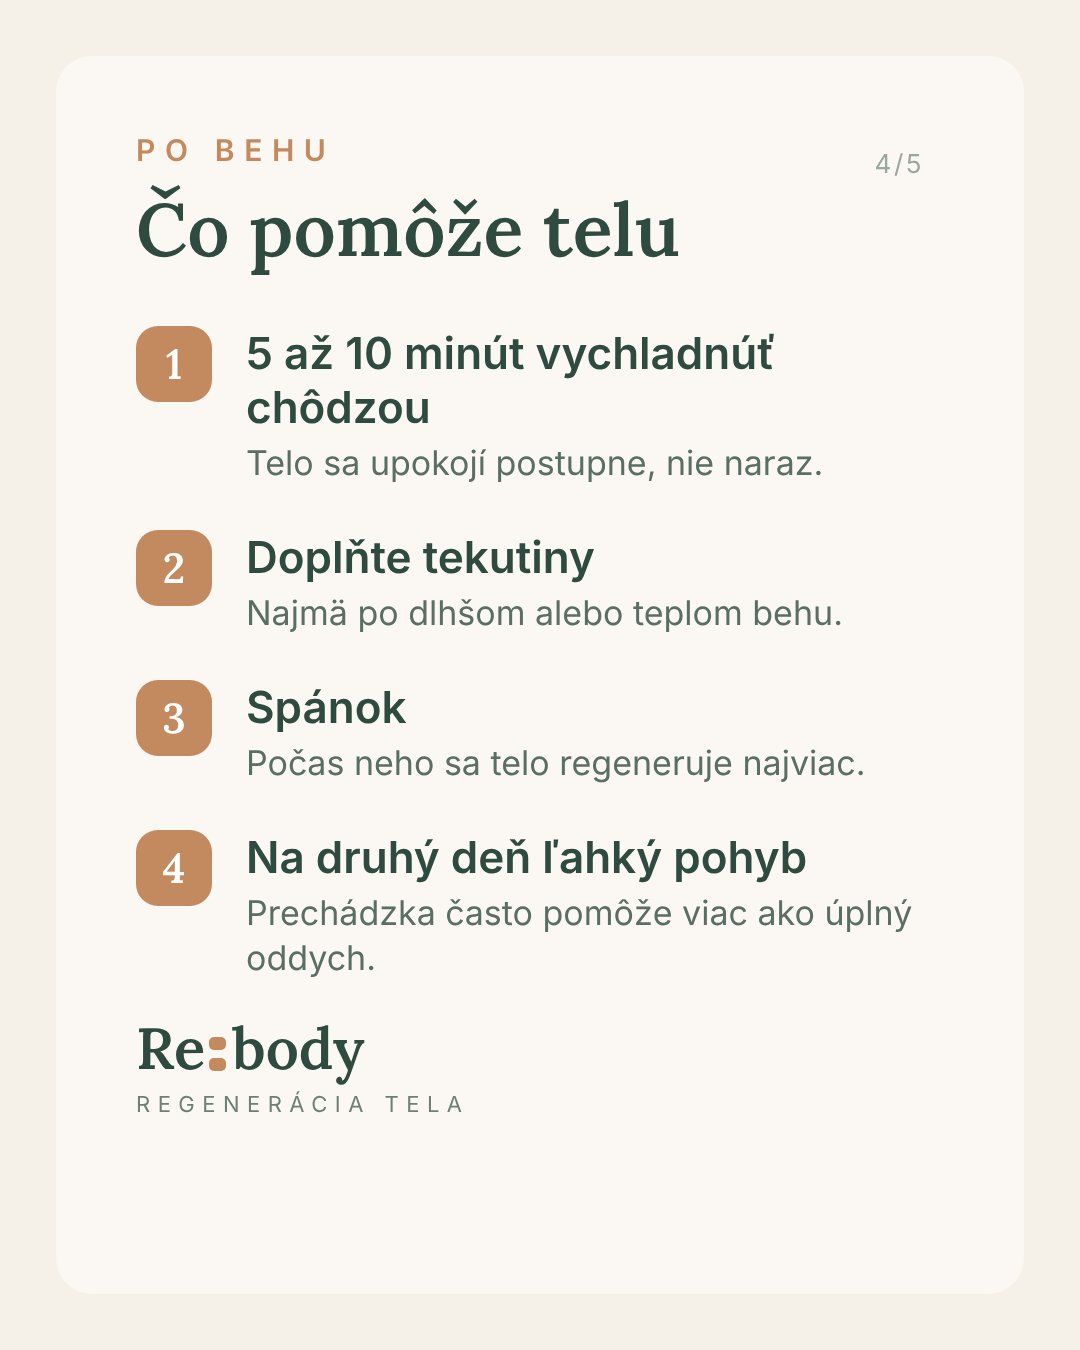 PO BEHU
4/5
Čo pomôže telu
1
5 až 10 minút vychladnúť
chôdzou
Telo sa upokojí postupne, nie naraz.
2
Doplňte tekutiny
Najmä po dlhšom alebo teplom behu.
3
Spánok
Počas neho sa telo regeneruje najviac.
4
Na druhý deň ľahký pohyb
Prechádzka často pomôže viac ako úplný
oddych.
Re:body
REGENERÁCIA TELA